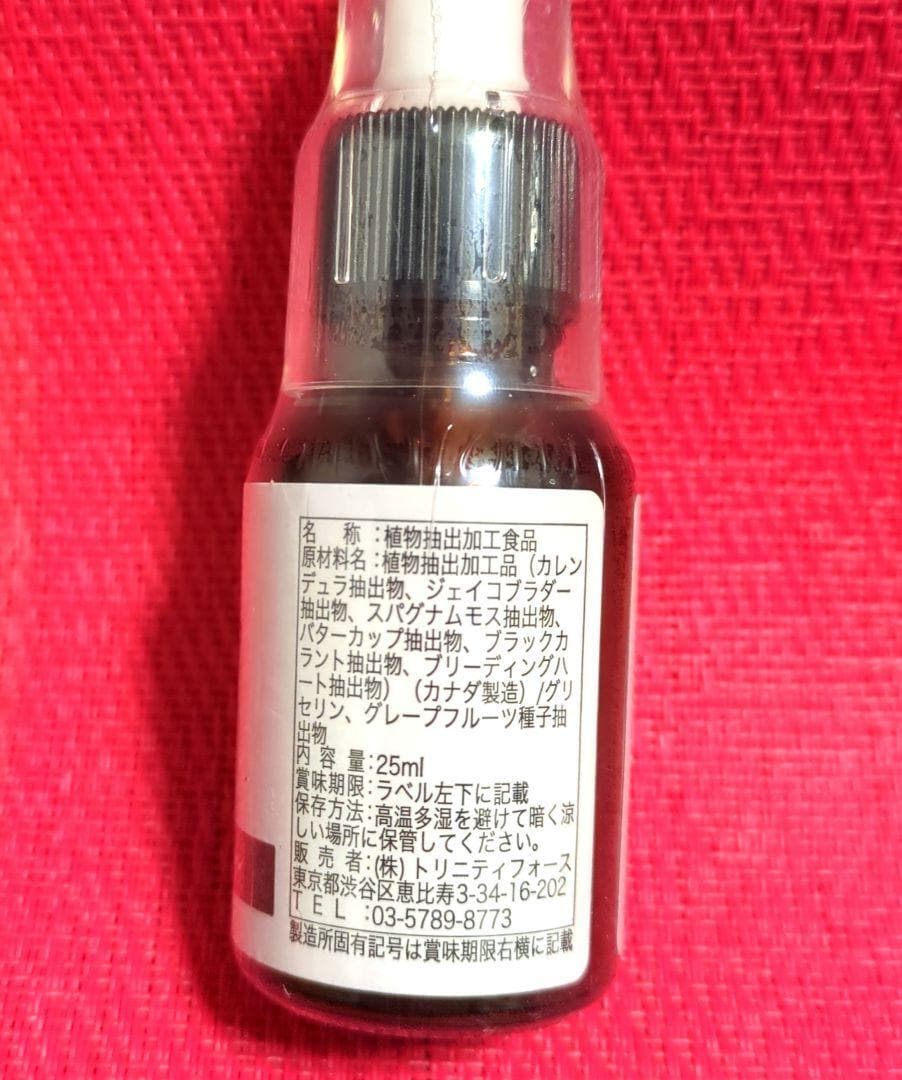 名 称:植物抽出加工食品
原材料名:植物抽出加工品(カレン
デュラ抽出物、ジェイコブラダー
抽出物、スパグナムモス抽出物、
バターカップ抽出物、ブラックカ
ラント抽出物、ブリーディングハ
ート抽出物)(カナダ製造)/グリ
セリン、グレープフルーツ種子抽
出物
内 容 量:25ml
賞味期限:ラベル左下に記載
保存方法:高温多湿を避けて暗く涼
しい場所に保管してください。
販 売 者:(株)トリニティフォース
東京都渋谷区恵比寿3-34-16-202
TEL:03-5789-8773
製造所固有記号は賞味期限右横に記載